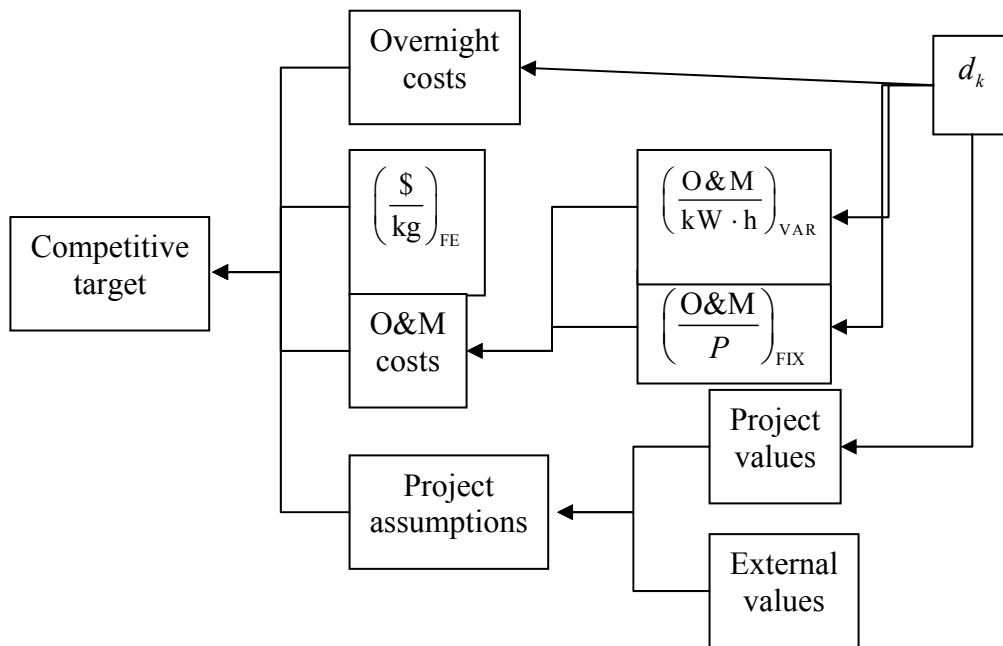 Overnight
costs
d_k
($/kg)_FE
(O&M/kW · h)_VAR
Competitive
target
O&M
costs
(O&M/P)_FIX
Project
values
Project
assumptions
External
values